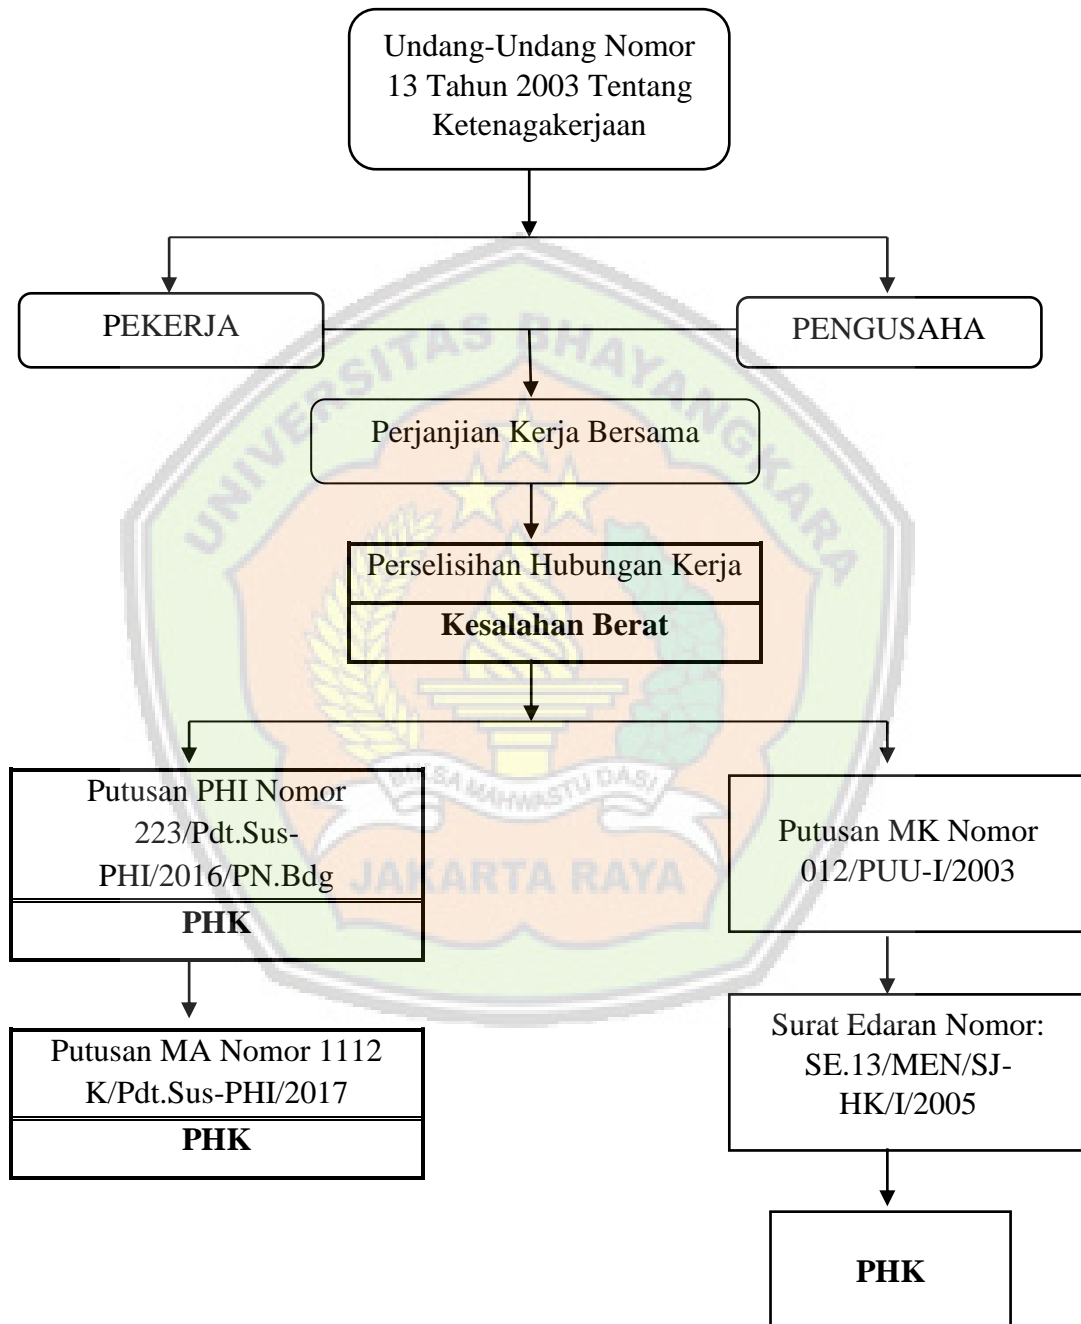 Undang-Undang Nomor
13 Tahun 2003 Tentang
Ketenagakerjaan
PEKERJA
PENGUSAHA
Perjanjian Kerja Bersama
Perselisihan Hubungan Kerja
Kesalahan Berat
Putusan PHI Nomor
223/Pdt.Sus-
PHI/2016/PN.Bdg
PHK
Putusan MK Nomor
012/PUU-I/2003
Putusan MA Nomor 1112
K/Pdt.Sus-PHI/2017
PHK
Surat Edaran Nomor:
SE.13/MEN/SJ-
HK/I/2005
PHK
UNIVERSITAS BHAYANGKARA
MAHWASTU DASI
JAKARTA RAYA